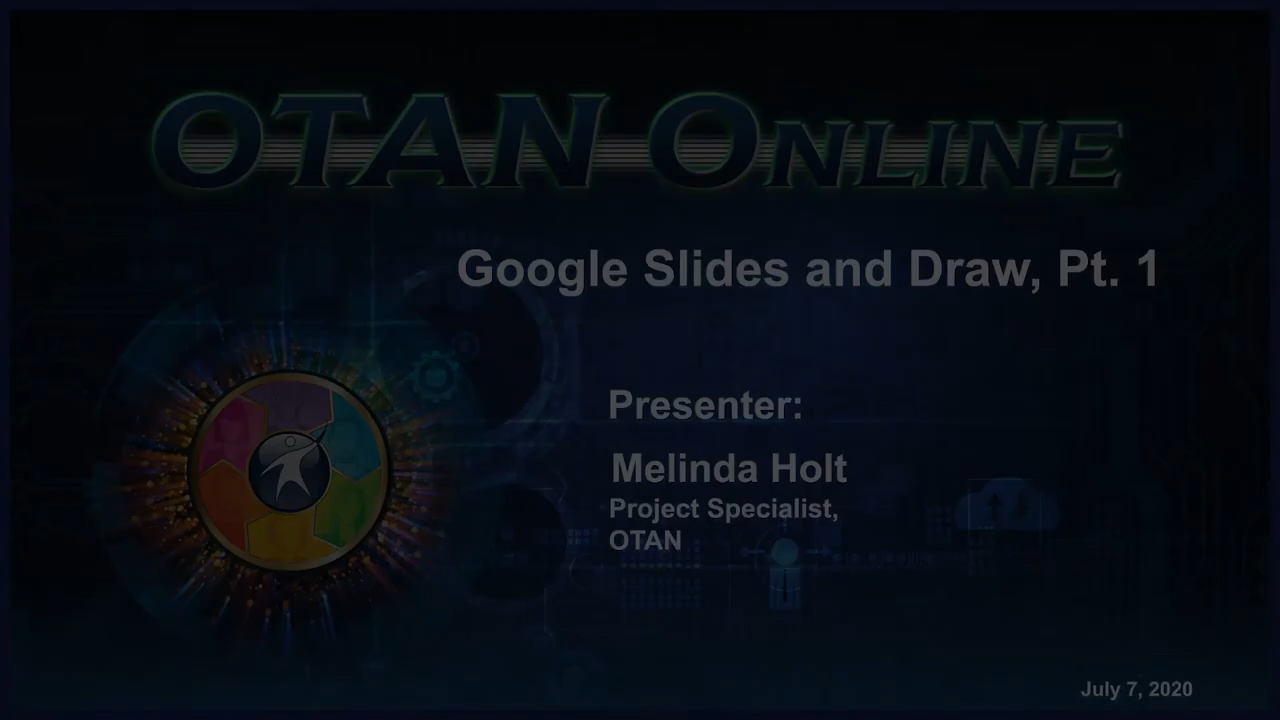 OTAN ONLINE
Google Slides and Draw, Pt. 1
Presenter:
Melinda Holt
Project Specialist,
OTAN
July 7, 2020